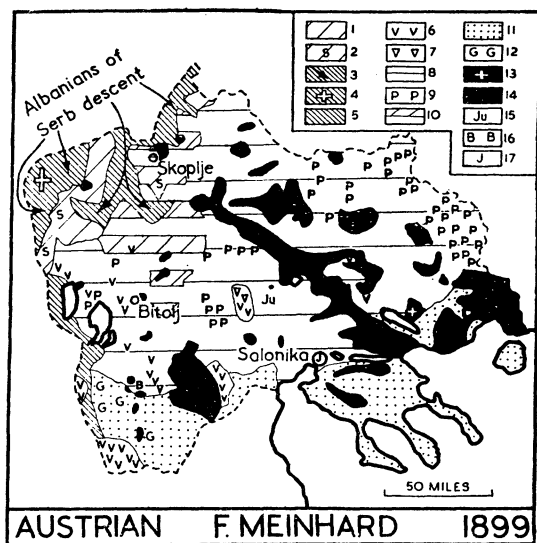 1
S 2
3
4
5
V V 6
V V 7
8
P P 9
10
11
G G 12
13
14
Ju 15
B B 16
J 17
Albanians of
Serb descent
Skoplje
Bitolj
Ju
Salonika
J
B
50 MILES
AUSTRIAN F. MEINHARD 1899